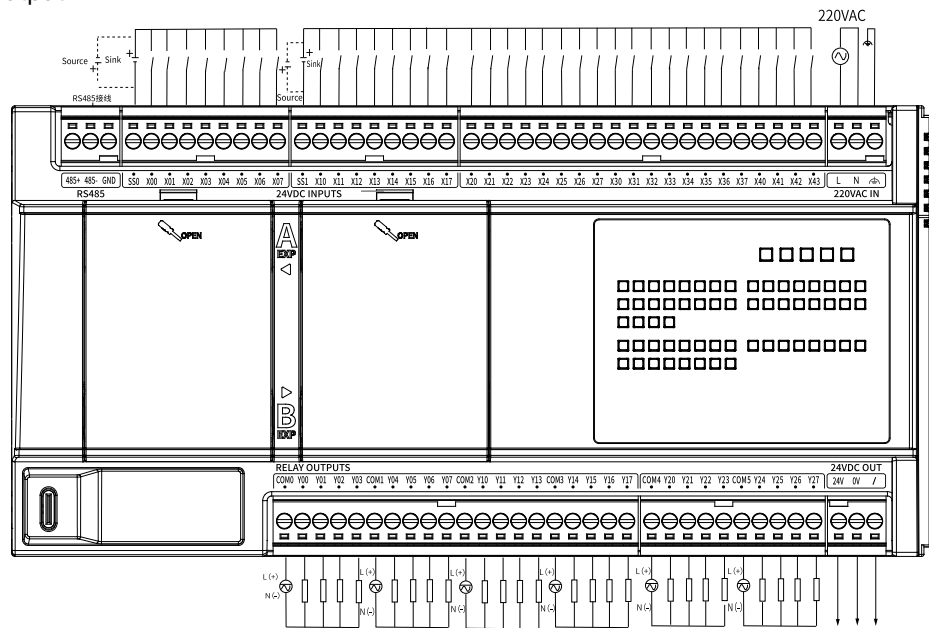 220VAC
Source + Sink +
+ Sink +
Source
RS485接线
485+ 485- GND SS0 X00 X01 X02 X03 X04 X05 X06 X07 SS1 X10 X11 X12 X13 X14 X15 X16 X17 X20 X21 X22 X23 X24 X25 X26 X27 X30 X31 X32 X33 X34 X35 X36 X37 X40 X41 X42 X43 L N
RS485 24VDC INPUTS 220VAC IN
OPEN A OPEN
EXP
B
EXP
RELAY OUTPUTS 24VDC OUT
COM0 Y00 Y01 Y02 Y03 COM1 Y04 Y05 Y06 Y07 COM2 Y10 Y11 Y12 Y13 COM3 Y14 Y15 Y16 Y17 COM4 Y20 Y21 Y22 Y23 COM5 Y24 Y25 Y26 Y27 24V 0V /
L (+) L (+) L (+) L (+) L (+) L (+)
N (-) N (-) N (-) N (-) N (-) N (-)